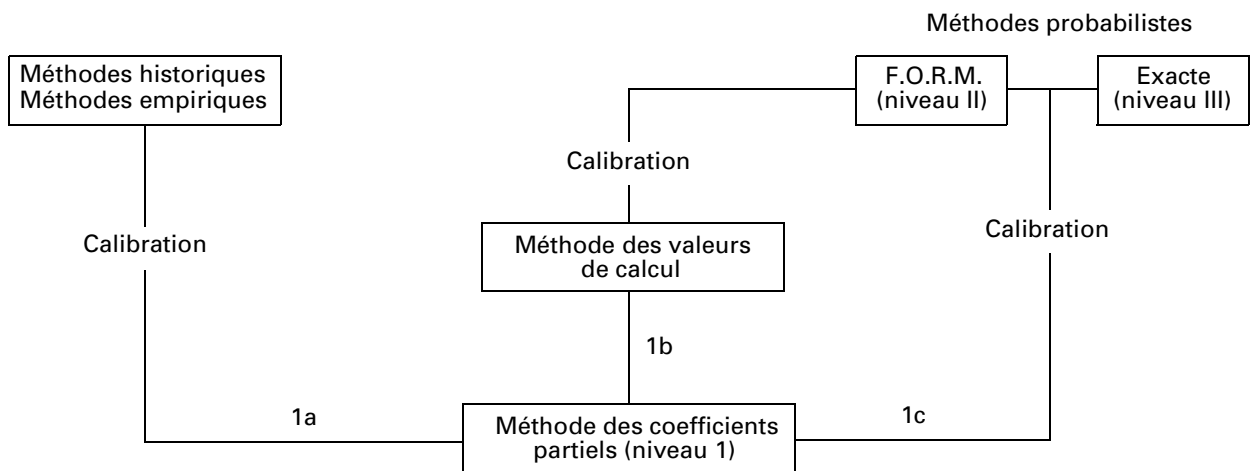 Méthodes probabilistes
Méthodes historiques
Méthodes empiriques
F.O.R.M.
(niveau II)
Exacte
(niveau III)
Calibration
Calibration
Calibration
Méthode des valeurs
de calcul
1b
1a
Méthode des coefficients
partiels (niveau 1)
1c